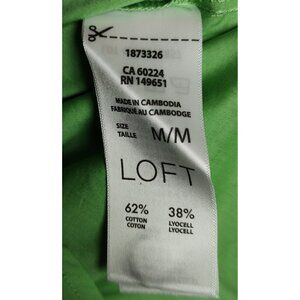 1873326
CA 60224
RN 149651
MADE IN CAMBODIA
FABRIQUÉ AU CAMBODGE
SIZE
TAILLE
M/M
LOFT
62% 38%
COTTON LYOCELL
COTON LYOCELL